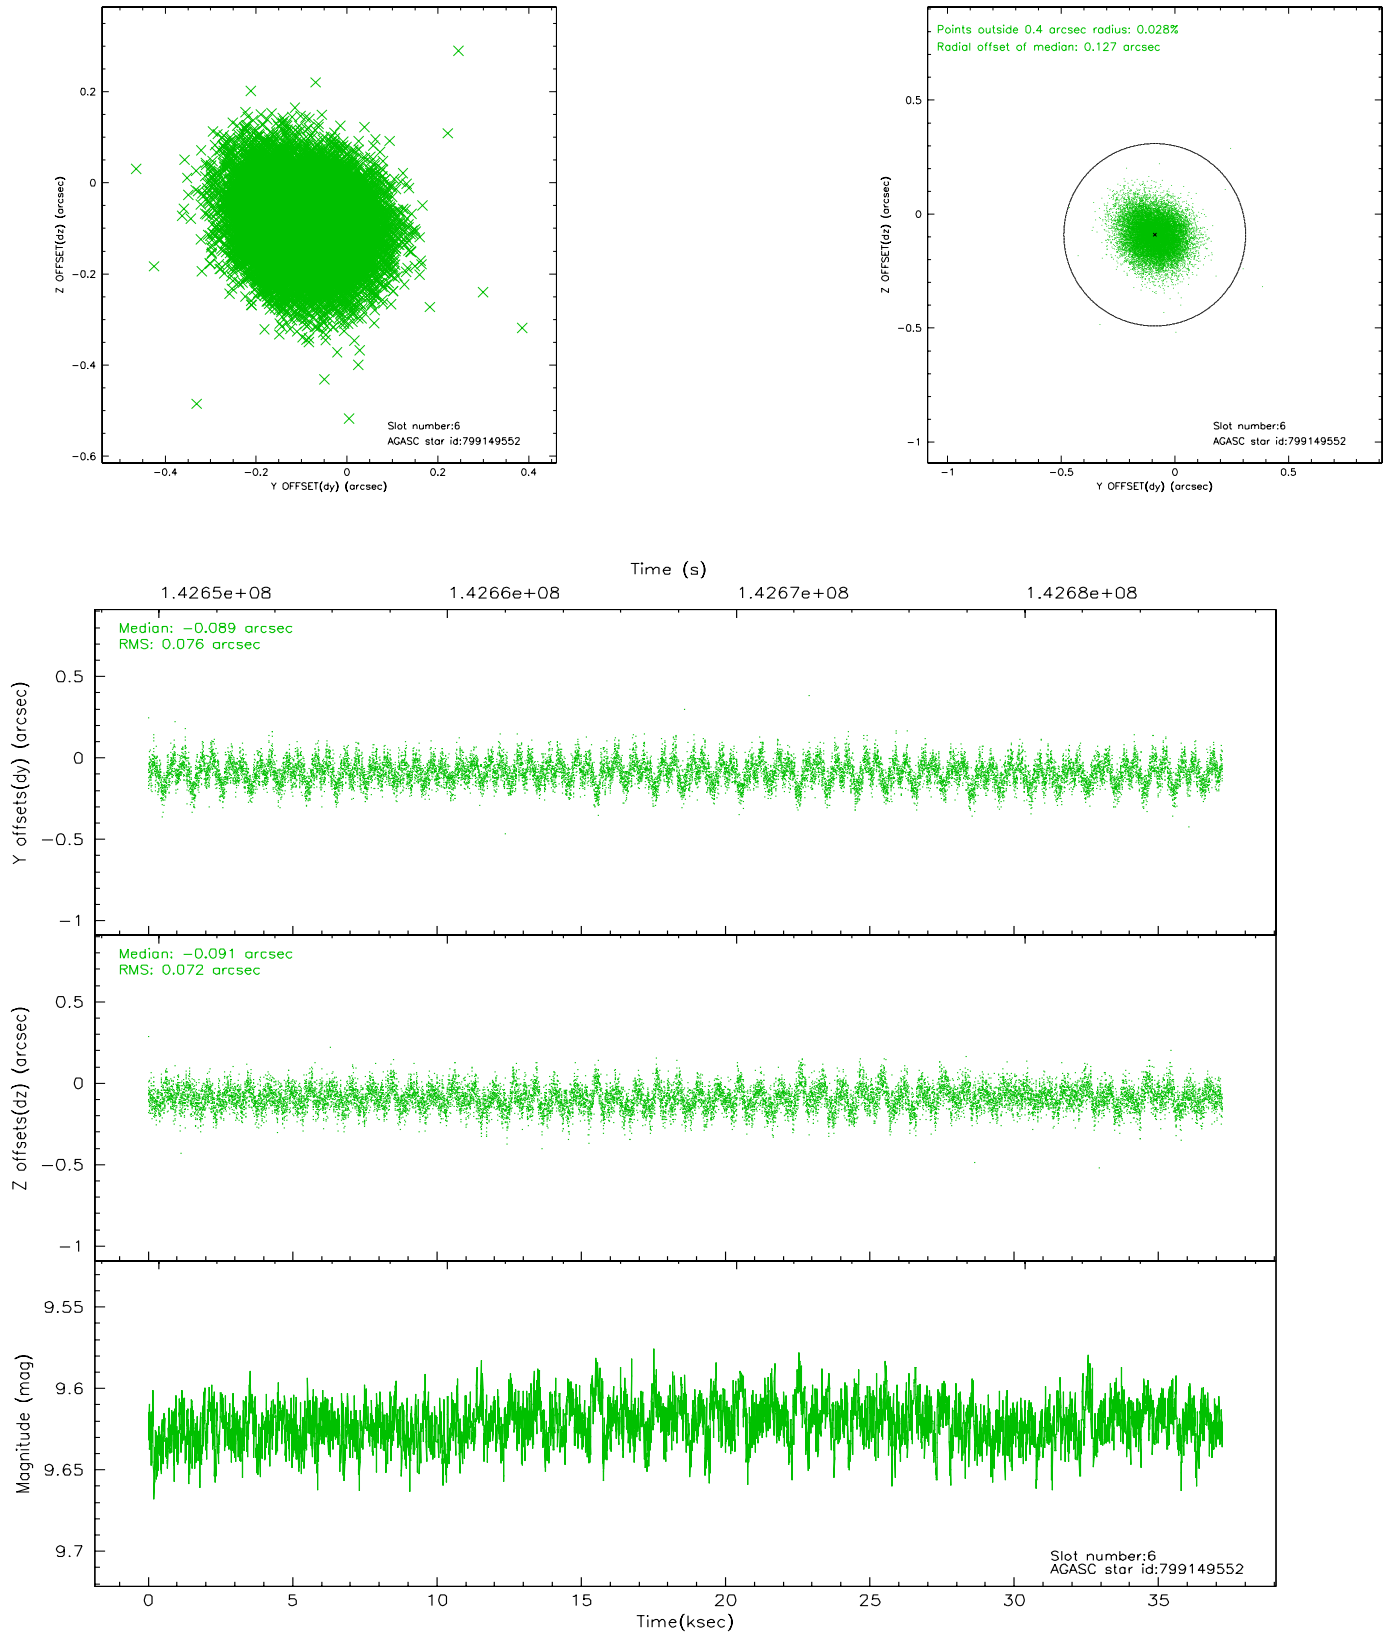 0.2
0
−0.2
−0.4
−0.6
Z OFFSET(dz) (arcsec)
Slot number:6
AGASC star id:799149552
−0.4 −0.2 0 0.2 0.4
Y OFFSET(dy) (arcsec)
Points outside 0.4 arcsec radius: 0.028%
Radial offset of median: 0.127 arcsec
0.5
0
−0.5
−1
Z OFFSET(dz) (arcsec)
Slot number:6
AGASC star id:799149552
−1 −0.5 0 0.5
Y OFFSET(dy) (arcsec)
Time (s)
1.4265e+08 1.4266e+08 1.4267e+08 1.4268e+08
Median: −0.089 arcsec
RMS: 0.076 arcsec
0.5
0
−0.5
−1
Y offsets(dy) (arcsec)
Median: −0.091 arcsec
RMS: 0.072 arcsec
0.5
0
−0.5
−1
Z offsets(dz) (arcsec)
9.55
9.6
9.65
9.7
Magnitude (mag)
Slot number:6
AGASC star id:799149552
0 5 10 15 20 25 30 35
Time(ksec)